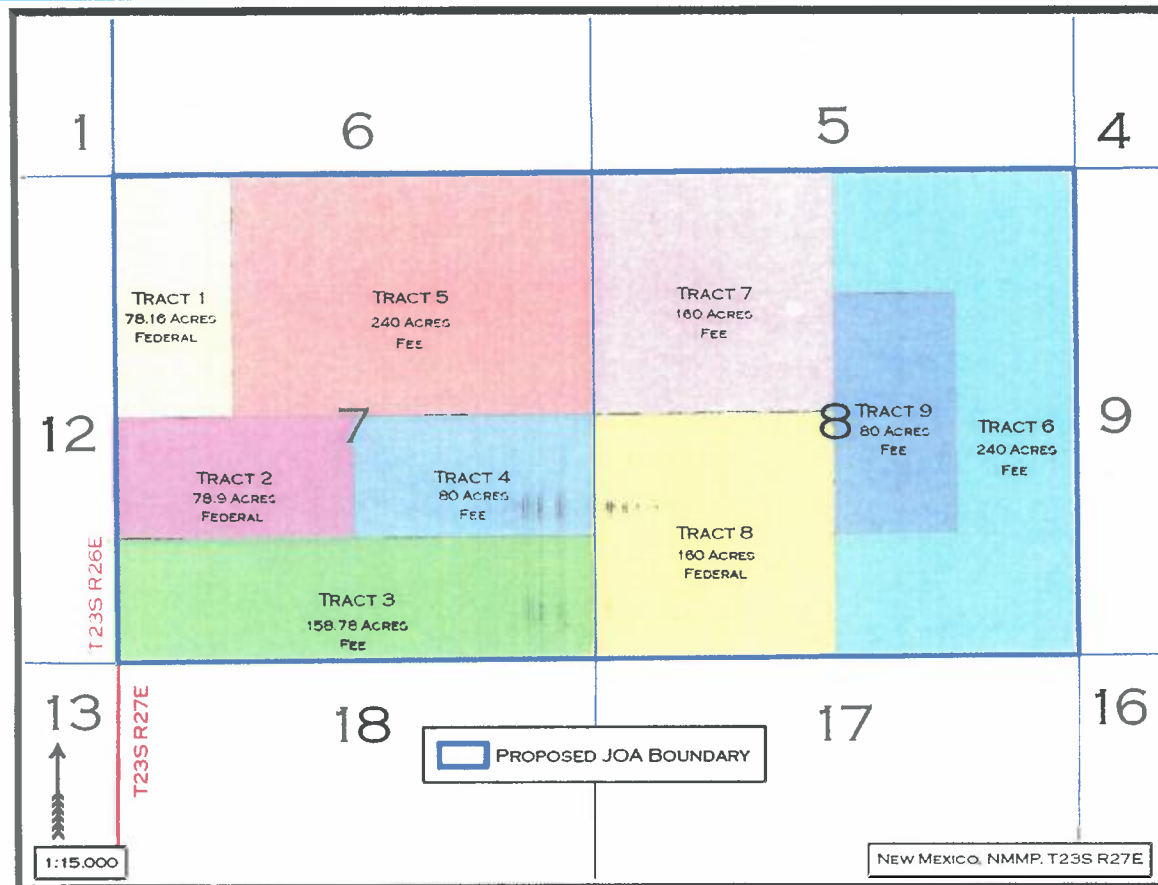 1
6
5
4
TRACT 1
78.16 ACRES
FEDERAL
TRACT 5
240 ACRES
FEE
TRACT 7
160 ACRES
FEE
12
7
8
TRACT 9
80 ACRES
FEE
TRACT 6
240 ACRES
FEE
9
TRACT 2
78.9 ACRES
FEDERAL
TRACT 4
80 ACRES
FEE
TRACT 8
160 ACRES
FEDERAL
T23S R26E
TRACT 3
158.78 ACRES
FEE
13
T23S R27E
18
17
16
PROPOSED JOA BOUNDARY
1:15,000
NEW MEXICO, NMMP. T23S R27E